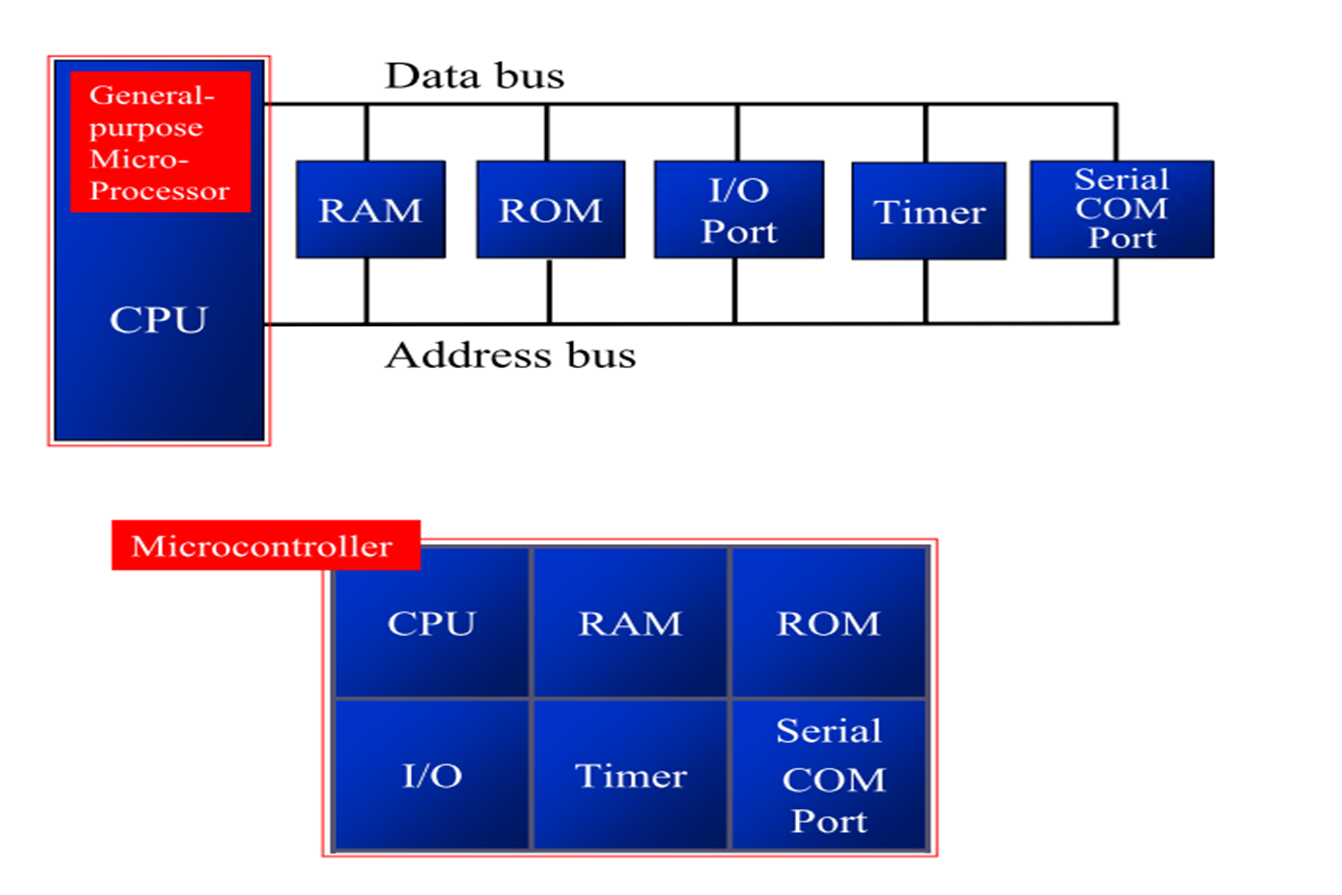 Data bus
General-
purpose
Micro-
Processor
CPU
RAM
ROM
I/O
Port
Timer
Serial
COM
Port
Address bus
Microcontroller
CPU
RAM
ROM
I/O
Timer
Serial
COM
Port